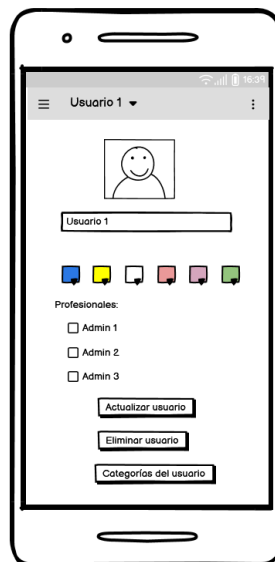 16:39
Usuario 1
Usuario 1
Profesionales:
Admin 1
Admin 2
Admin 3
Actualizar usuario
Eliminar usuario
Categorías del usuario